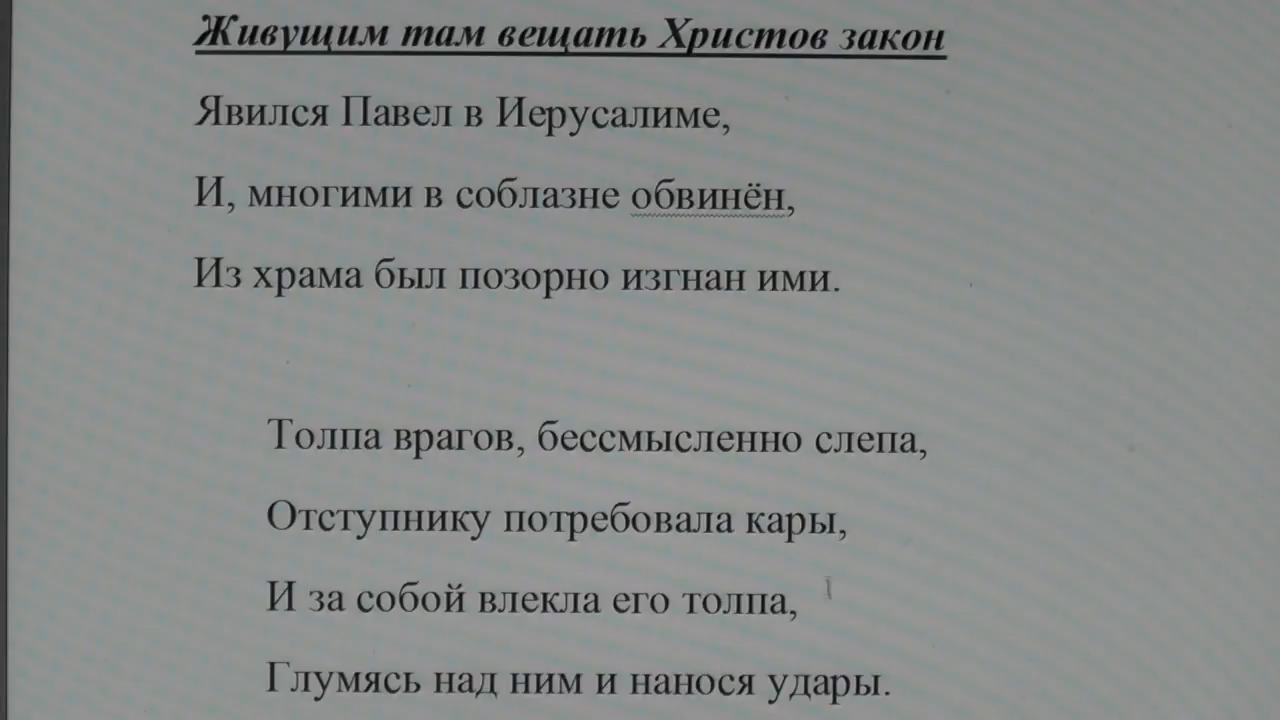 Живущим там вещать Христов закон
Явился Павел в Иерусалиме,
И, многими в соблазне обвинён,
Из храма был позорно изгнан ими.
Толпа врагов, бессмысленно слепа,
Отступнику потребовала кары,
И за собой влекла его толпа,
Глумясь над ним и нанося удары.